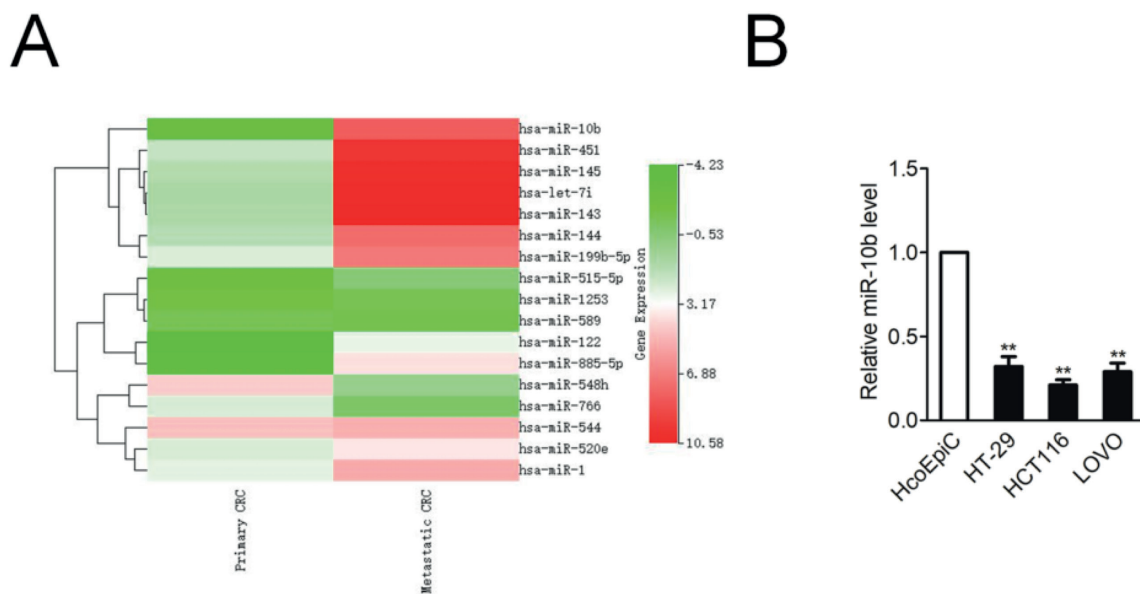 A
hsa-miR-10b
hsa-miR-451
hsa-miR-145
hsa-let-7i
hsa-miR-143
hsa-miR-144
hsa-miR-199b-5p
hsa-miR-515-5p
hsa-miR-1253
hsa-miR-589
hsa-miR-122
hsa-miR-885-5p
hsa-miR-548h
hsa-miR-766
hsa-miR-544
hsa-miR-520e
hsa-miR-1
Primary CRC
Metastatic CRC
Gene Expression
-4.23
-0.53
3.17
6.88
10.58
B
Relative miR-10b level
1.5
1.0
0.5
0.0
**
**
**
HcoEpiC
HT-29
HCT116
LOVO